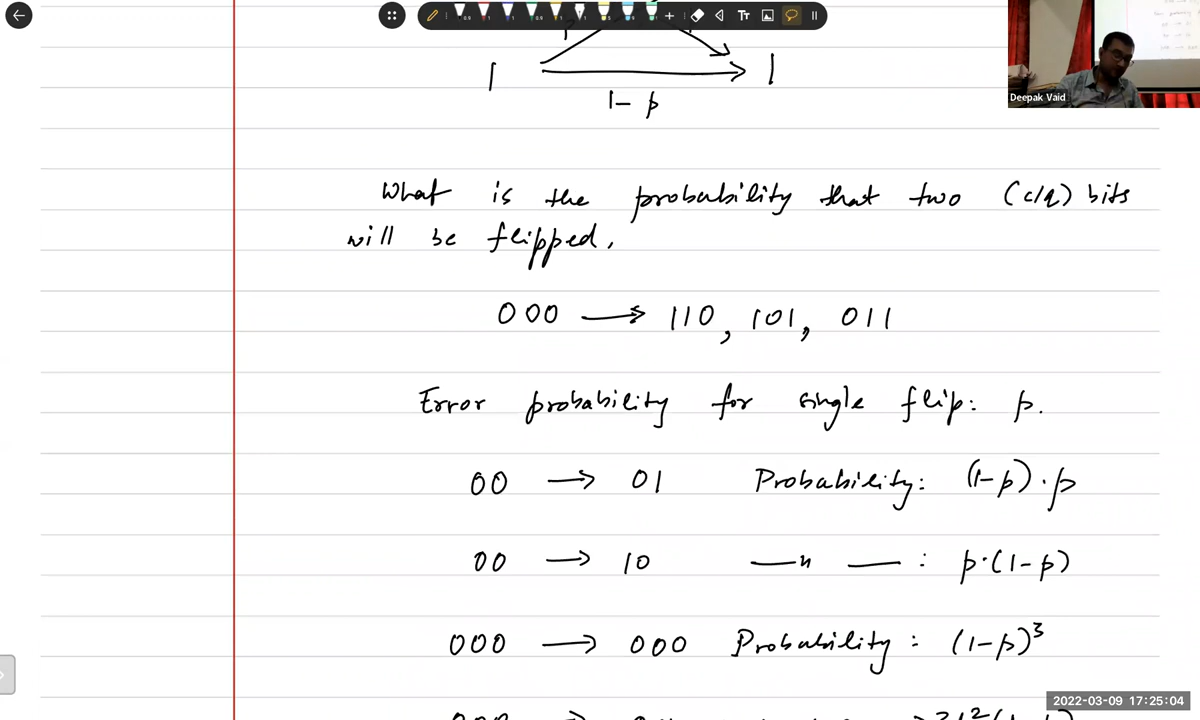 Tт
1
1
1-p
What is the probability that two (c/q) bits
will be flipped.
000 → 110, 101, 011
Error probability for single flip: p.
00 → 01 Probability: (1-p)·p
00 → 10 —"— : p·(1-p)
000 → 000 Probability: (1-p)³
000 →
Deepak Vaid
2022-03-09 17:25:04